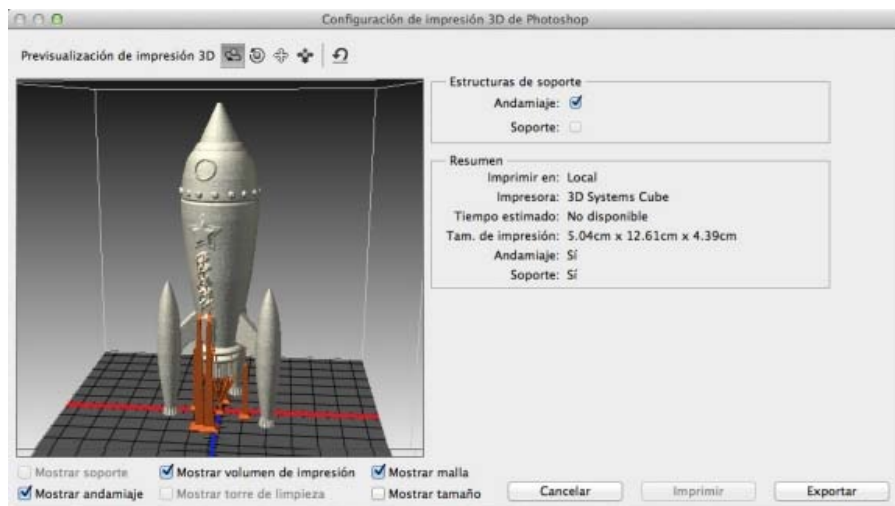 Configuración de impresión 3D de Photoshop
Previsualización de impresión 3D
Estructuras de soporte
Andamiaje:
Soporte:
Resumen
Imprimir en: Local
Impresora: 3D Systems Cube
Tiempo estimado: No disponible
Tam. de impresión: 5.04cm x 12.61cm x 4.39cm
Andamiaje: Sí
Soporte: Sí
Mostrar soporte Mostrar volumen de impresión Mostrar malla
Mostrar andamiaje Mostrar torre de limpieza Mostrar tamaño Cancelar Imprimir Exportar